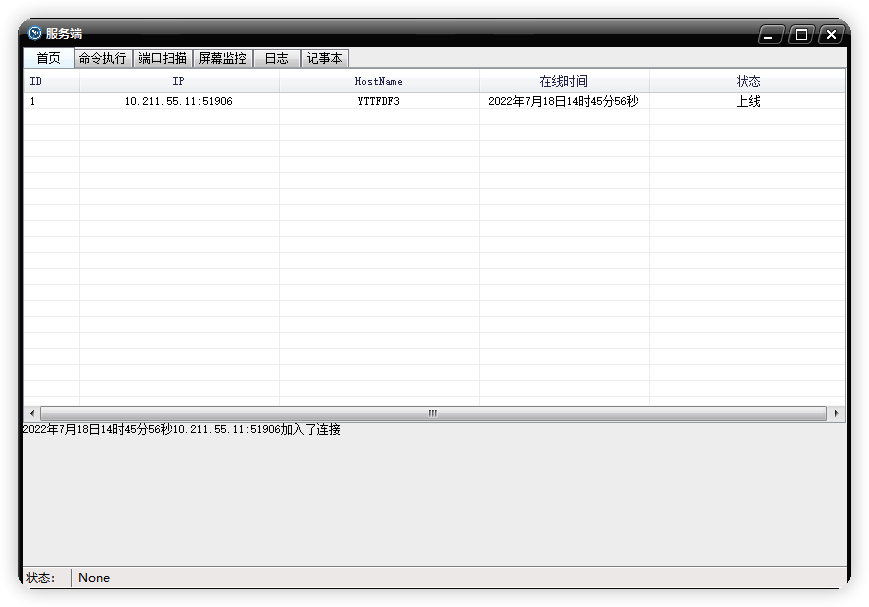 服务端
首页 命令执行 端口扫描 屏幕监控 日志 记事本
ID IP HostName 在线时间 状态
1 10.211.55.11:51906 YTTFDF3 2022年7月18日14时45分56秒 上线
2022年7月18日14时45分56秒10.211.55.11:51906加入了连接
状态： None